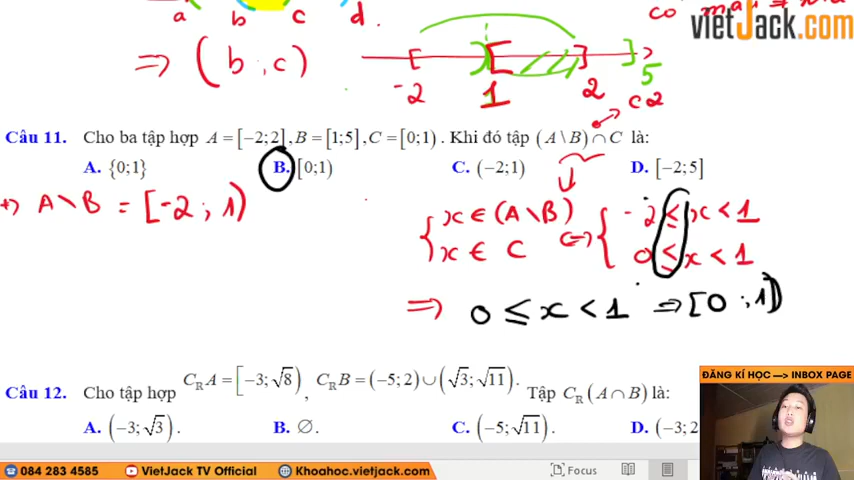 a b c d
vietJack.com
⇒ (b ; c)
-2 1 2 5
c2
Câu 11. Cho ba tập hợp A = [-2;2], B = [1;5], C = [0;1). Khi đó tập (A \ B) ∩ C là:
A. {0;1} B. [0;1) C. (-2;1) D. [-2;5]
+) A \ B = [-2 ; 1)
{ x ∈ (A \ B) ⇔ { -2 ≤ x < 1
{ x ∈ C { 0 ≤ x < 1
⇒ 0 ≤ x < 1 ⇒ [0 ; 1)
ĐĂNG KÍ HỌC —> INBOX PAGE
Câu 12. Cho tập hợp C_ℝA = [-3; √8), C_ℝB = (-5; 2) ∪ (√3; √11). Tập C_ℝ(A ∩ B) là:
A. (-3; √3). B. ∅. C. (-5; √11). D. (-3; 2
084 283 4585 VietJack TV Official Khoahoc.vietjack.com Focus